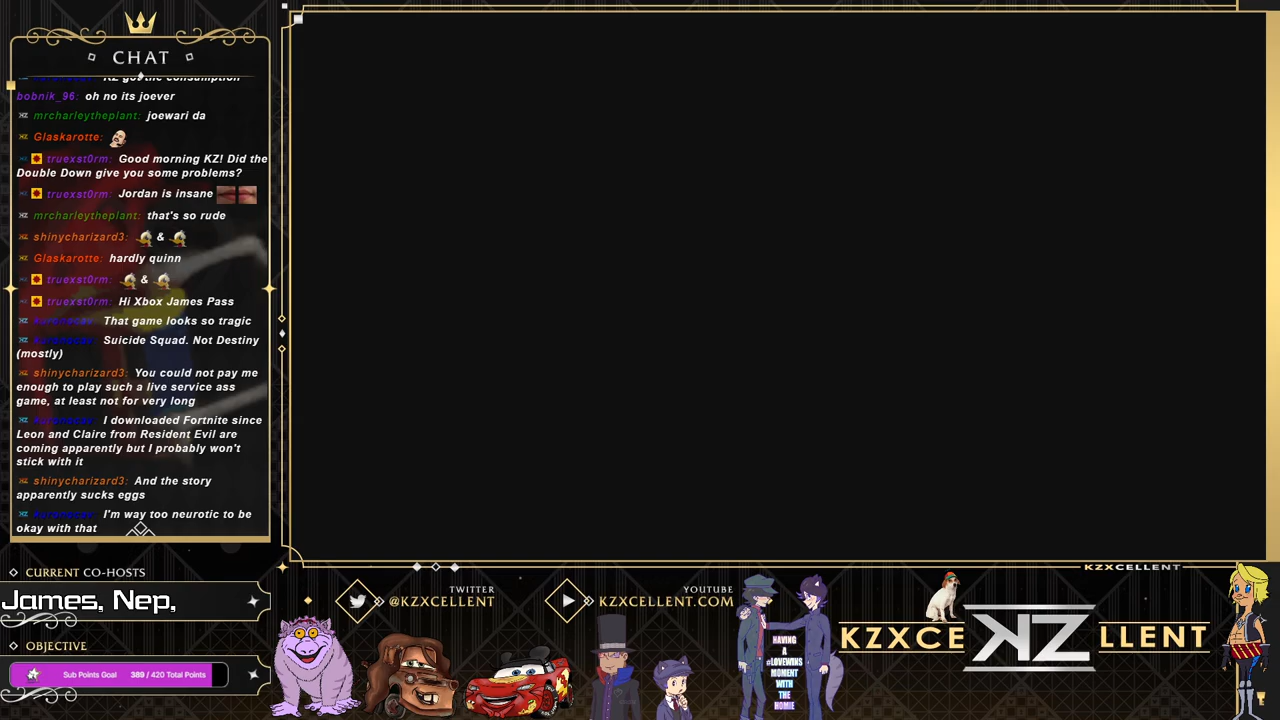 CHAT
KZ got the consumption
bobnik_96: oh no its joever
mrcharleytheplant: joewari da
Glaskarotte:
truexst0rm: Good morning KZ! Did the
Double Down give you some problems?
truexst0rm: Jordan is insane
mrcharleytheplant: that's so rude
shinycharizard3: &
Glaskarotte: hardly quinn
truexst0rm: &
truexst0rm: Hi Xbox James Pass
That game looks so tragic
Suicide Squad. Not Destiny
(mostly)
shinycharizard3: You could not pay me
enough to play such a live service ass
game, at least not for very long
I downloaded Fortnite since
Leon and Claire from Resident Evil are
coming apparently but I probably won't
stick with it
shinycharizard3: And the story
apparently sucks eggs
I'm way too neurotic to be
okay with that
CURRENT CO-HOSTS
James, Nep,
OBJECTIVE
Sub Points Goal 389 / 420 Total Points
TWITTER
@KZXCELLENT
YOUTUBE
KZXCELLENT.COM
HAVING
A
#LOVEWINS
MOMENT
WITH
THE
HOMIE
KZXCELLENT
KZXCE KZ LLENT